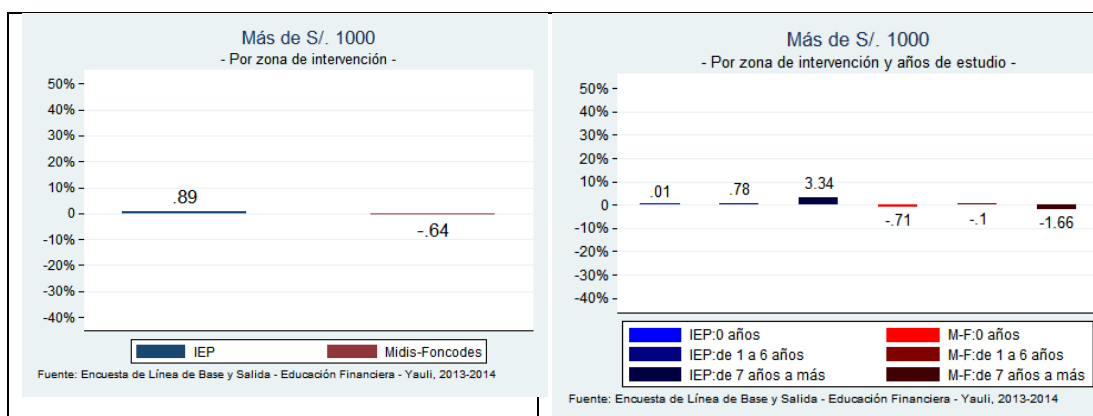 Más de S/. 1000
- Por zona de intervención -
50%
40%
30%
20%
10%
0
-10%
-20%
-30%
-40%
.89
-.64
IEP
Midis-Foncodes
Fuente: Encuesta de Línea de Base y Salida - Educación Financiera - Yauli, 2013-2014
Más de S/. 1000
- Por zona de intervención y años de estudio -
50%
40%
30%
20%
10%
0
-10%
-20%
-30%
-40%
.01
.78
3.34
-.71
-.1
-1.66
IEP:0 años
M-F:0 años
IEP:de 1 a 6 años
M-F:de 1 a 6 años
IEP:de 7 años a más
M-F:de 7 años a más
Fuente: Encuesta de Línea de Base y Salida - Educación Financiera - Yauli, 2013-2014